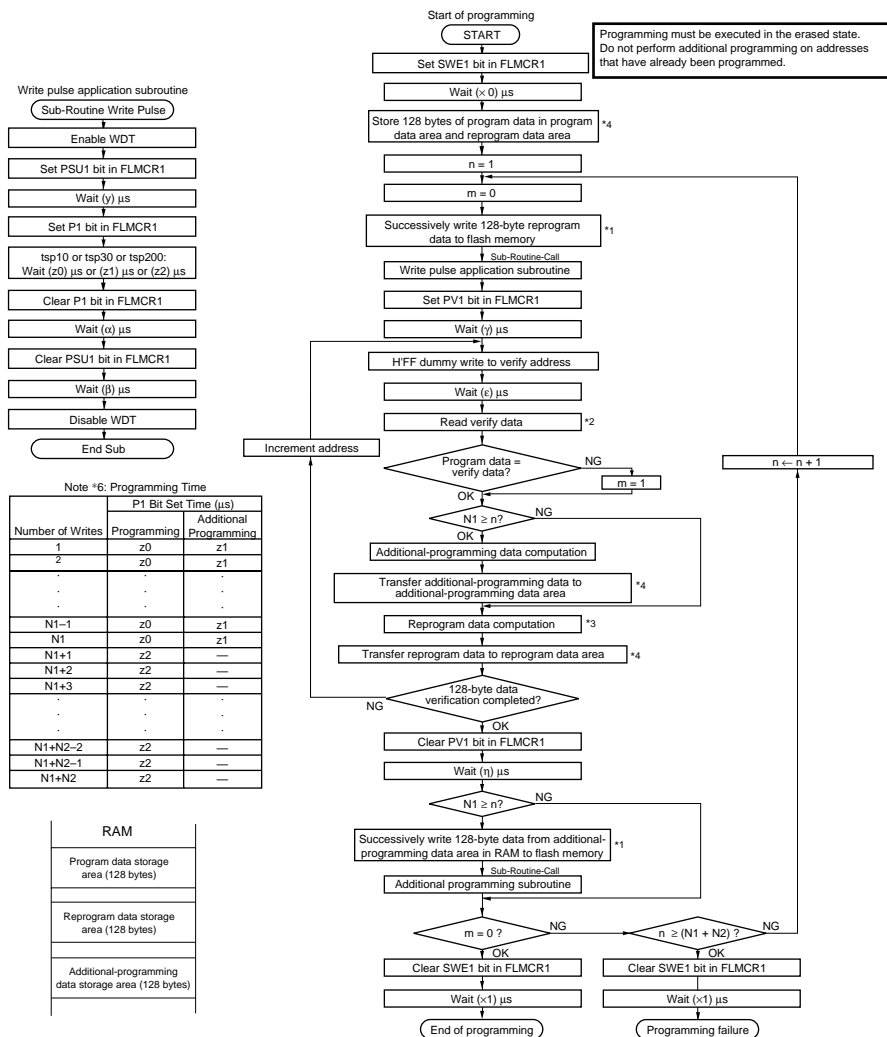 Start of programming
START
Programming must be executed in the erased state.
Do not perform additional programming on addresses
that have already been programmed.
Set SWE1 bit in FLMCR1
Wait (× 0) μs
Store 128 bytes of program data in program
data area and reprogram data area
*4
n = 1
m = 0
Successively write 128-byte reprogram
data to flash memory
*1
Sub-Routine-Call
Write pulse application subroutine
Set PV1 bit in FLMCR1
Wait (γ) μs
H'FF dummy write to verify address
Wait (ε) μs
Read verify data
*2
Increment address
Program data =
verify data?
NG
m = 1
OK
n ← n + 1
N1 ≥ n?
NG
OK
Additional-programming data computation
Transfer additional-programming data to
additional-programming data area
*4
Reprogram data computation
*3
Transfer reprogram data to reprogram data area
*4
128-byte data
verification completed?
NG
OK
Clear PV1 bit in FLMCR1
Wait (η) μs
N1 ≥ n?
NG
OK
Successively write 128-byte data from additional-
programming data area in RAM to flash memory
*1
Sub-Routine-Call
Additional programming subroutine
m = 0 ?
NG
n ≥ (N1 + N2) ?
NG
OK
OK
Clear SWE1 bit in FLMCR1
Clear SWE1 bit in FLMCR1
Wait (×1) μs
Wait (×1) μs
End of programming
Programming failure
Write pulse application subroutine
Sub-Routine Write Pulse
Enable WDT
Set PSU1 bit in FLMCR1
Wait (y) μs
Set P1 bit in FLMCR1
tsp10 or tsp30 or tsp200:
Wait (z0) μs or (z1) μs or (z2) μs
Clear P1 bit in FLMCR1
Wait (α) μs
Clear PSU1 bit in FLMCR1
Wait (β) μs
Disable WDT
End Sub
Note *6: Programming Time
P1 Bit Set Time (μs)
Number of Writes Programming Additional Programming
1 z0 z1
2 z0 z1
. . .
. . .
. . .
N1–1 z0 z1
N1 z0 z1
N1+1 z2 —
N1+2 z2 —
N1+3 z2 —
. . .
. . .
. . .
N1+N2–2 z2 —
N1+N2–1 z2 —
N1+N2 z2 —
RAM
Program data storage
area (128 bytes)
Reprogram data storage
area (128 bytes)
Additional-programming
data storage area (128 bytes)